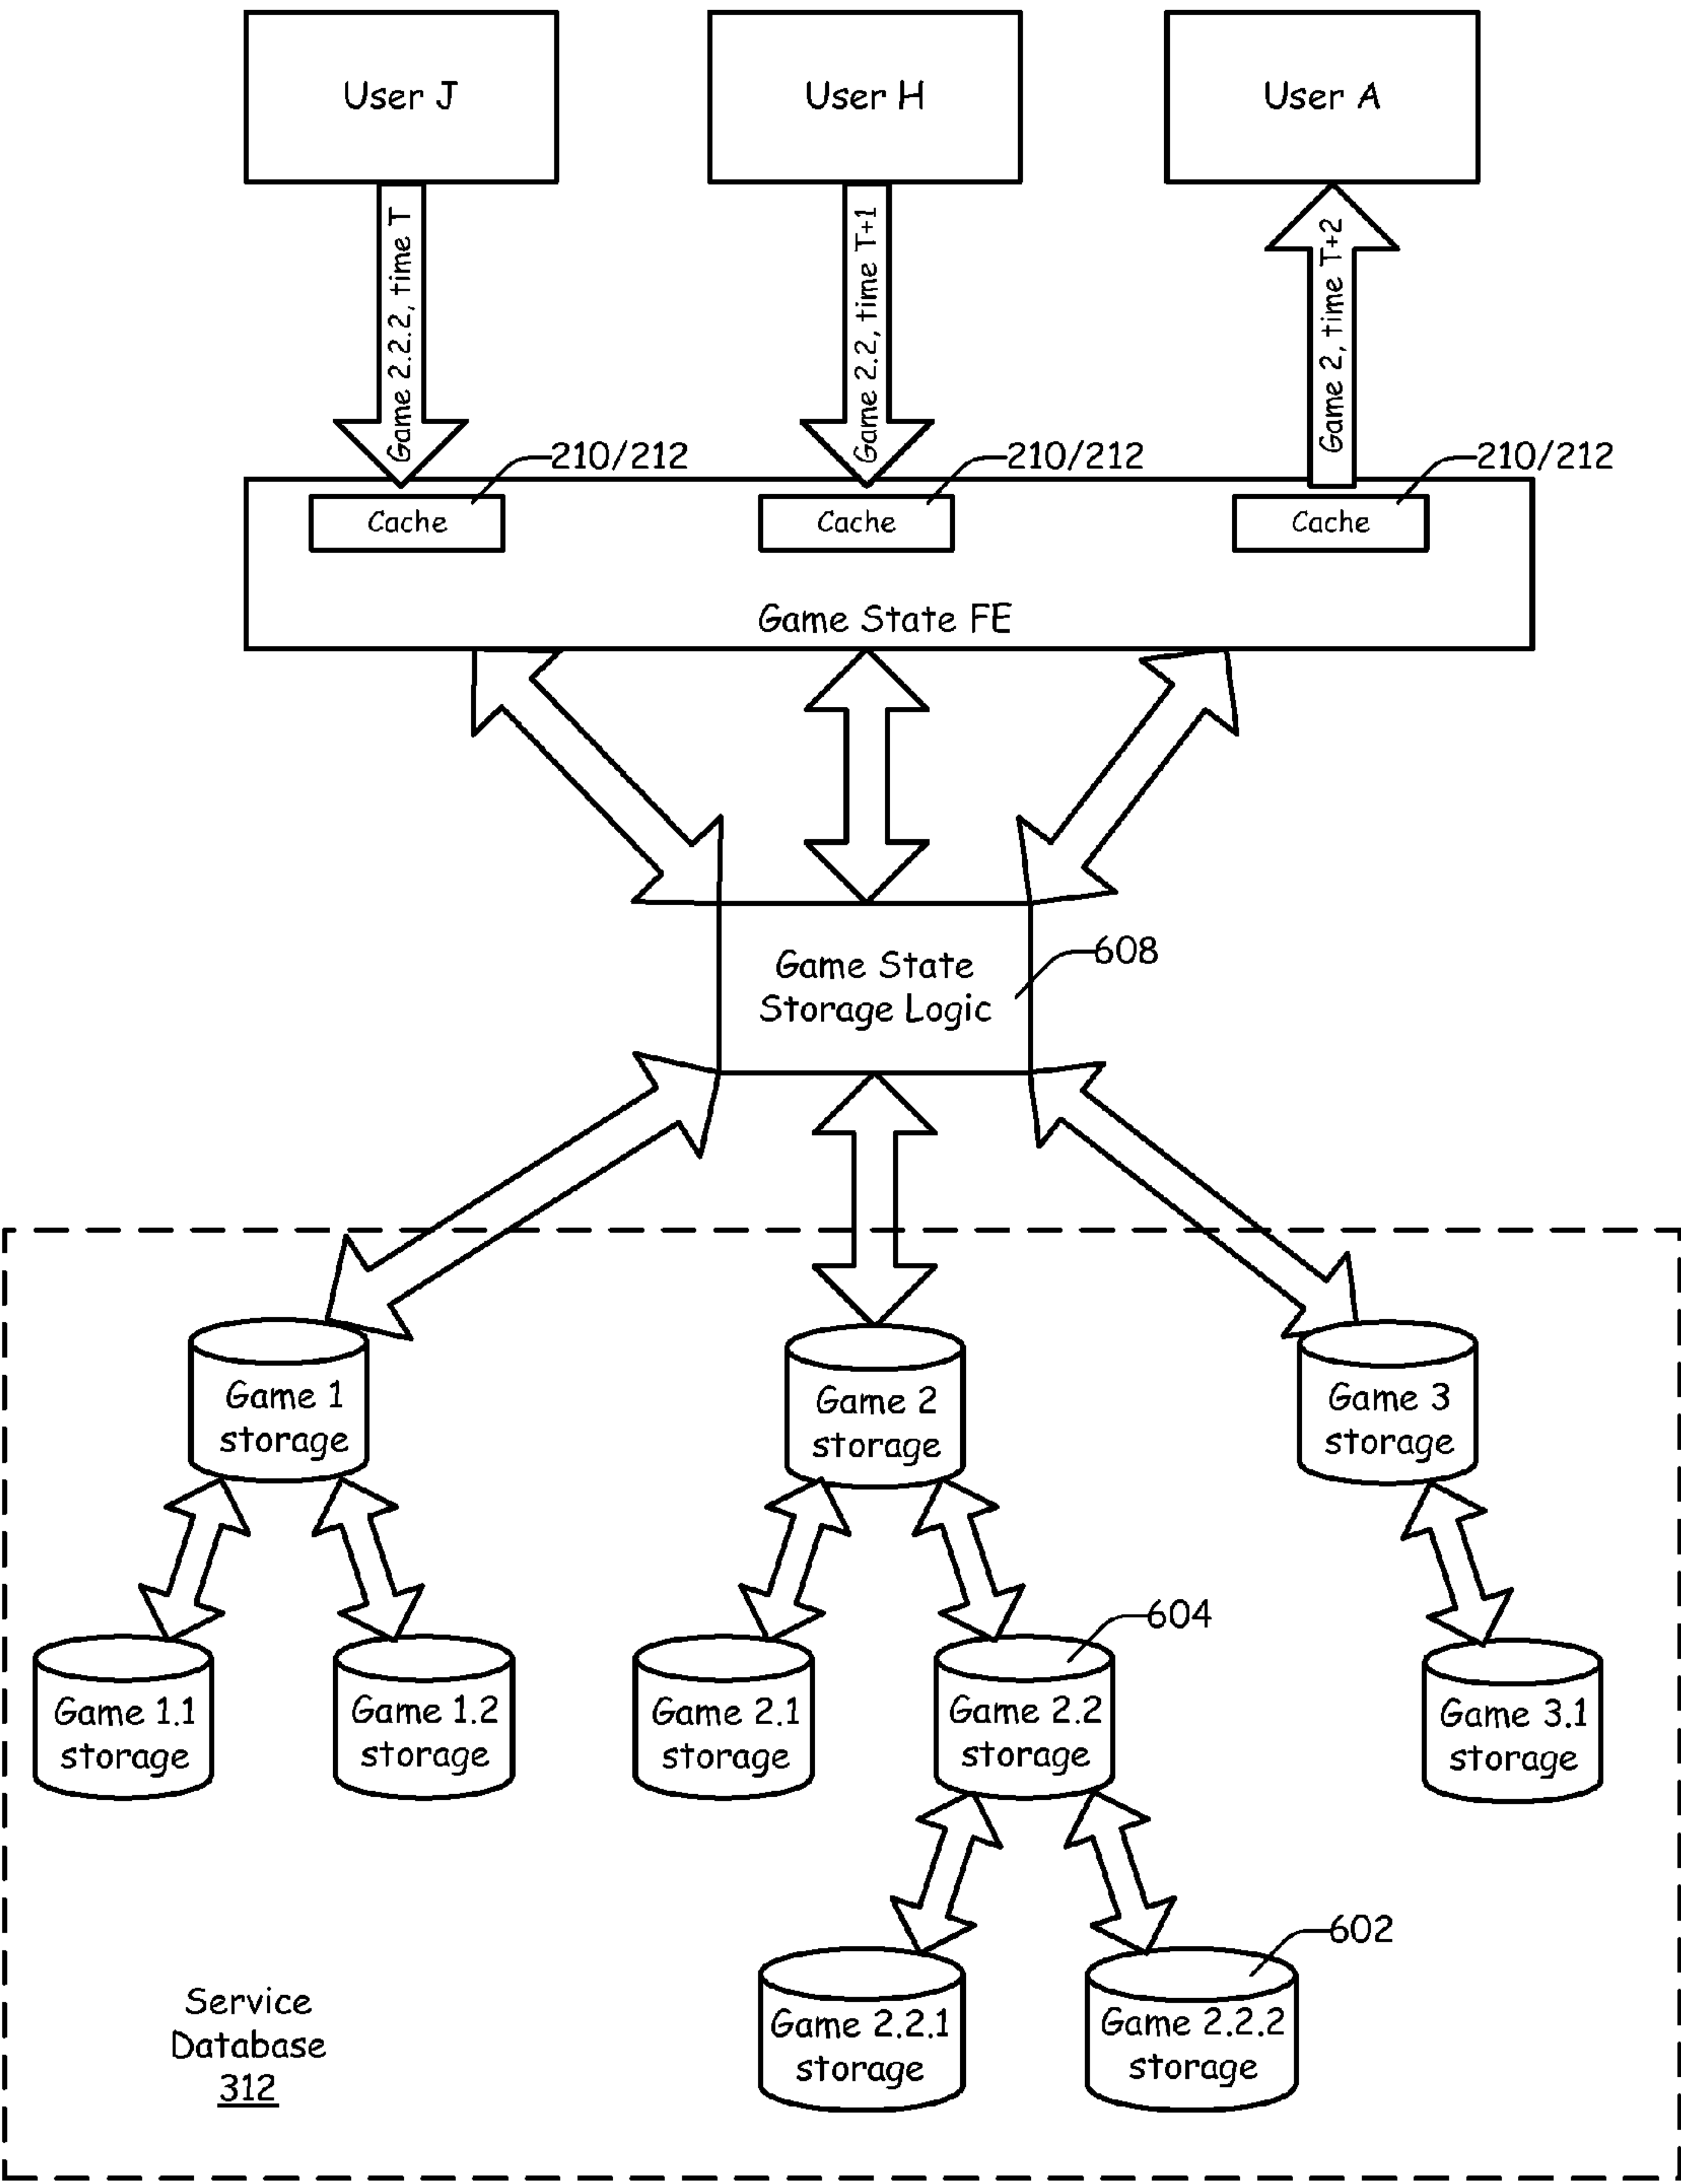 User J
User H
User A
Game 2.2.2, time T
Game 2.2, time T+1
Game 2, time T+2
210/212
210/212
210/212
Cache
Cache
Cache
Game State FE
Game State
Storage Logic
608
Game 1
storage
Game 2
storage
Game 3
storage
604
Game 1.1
storage
Game 1.2
storage
Game 2.1
storage
Game 2.2
storage
Game 3.1
storage
602
Game 2.2.1
storage
Game 2.2.2
storage
Service
Database
312